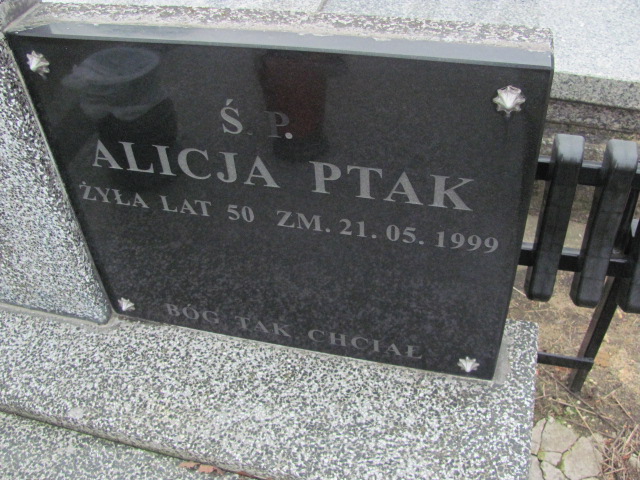 Ś. P.
ALICJA PTAK
ŻYŁA LAT 50 ZM. 21. 05. 1999
BÓG TAK CHCIAŁ